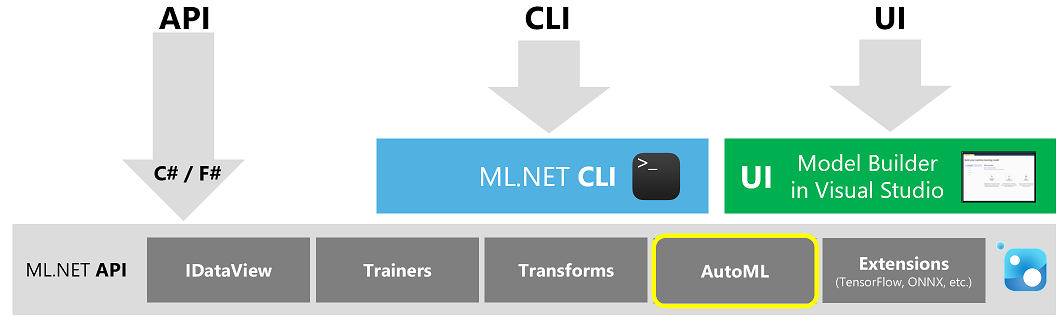 API
CLI
UI
C# / F#
ML.NET CLI
>_
UI
Model Builder
in Visual Studio
ML.NET API
IDataView
Trainers
Transforms
AutoML
Extensions
(TensorFlow, ONNX, etc.)